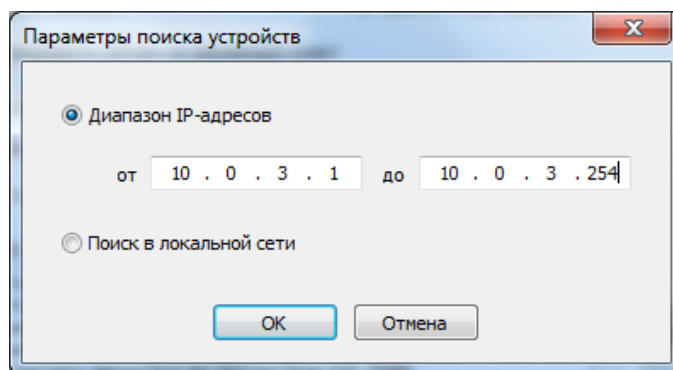 Параметры поиска устройств
Диапазон IP-адресов
от 10 . 0 . 3 . 1 до 10 . 0 . 3 . 254
Поиск в локальной сети
OK Отмена